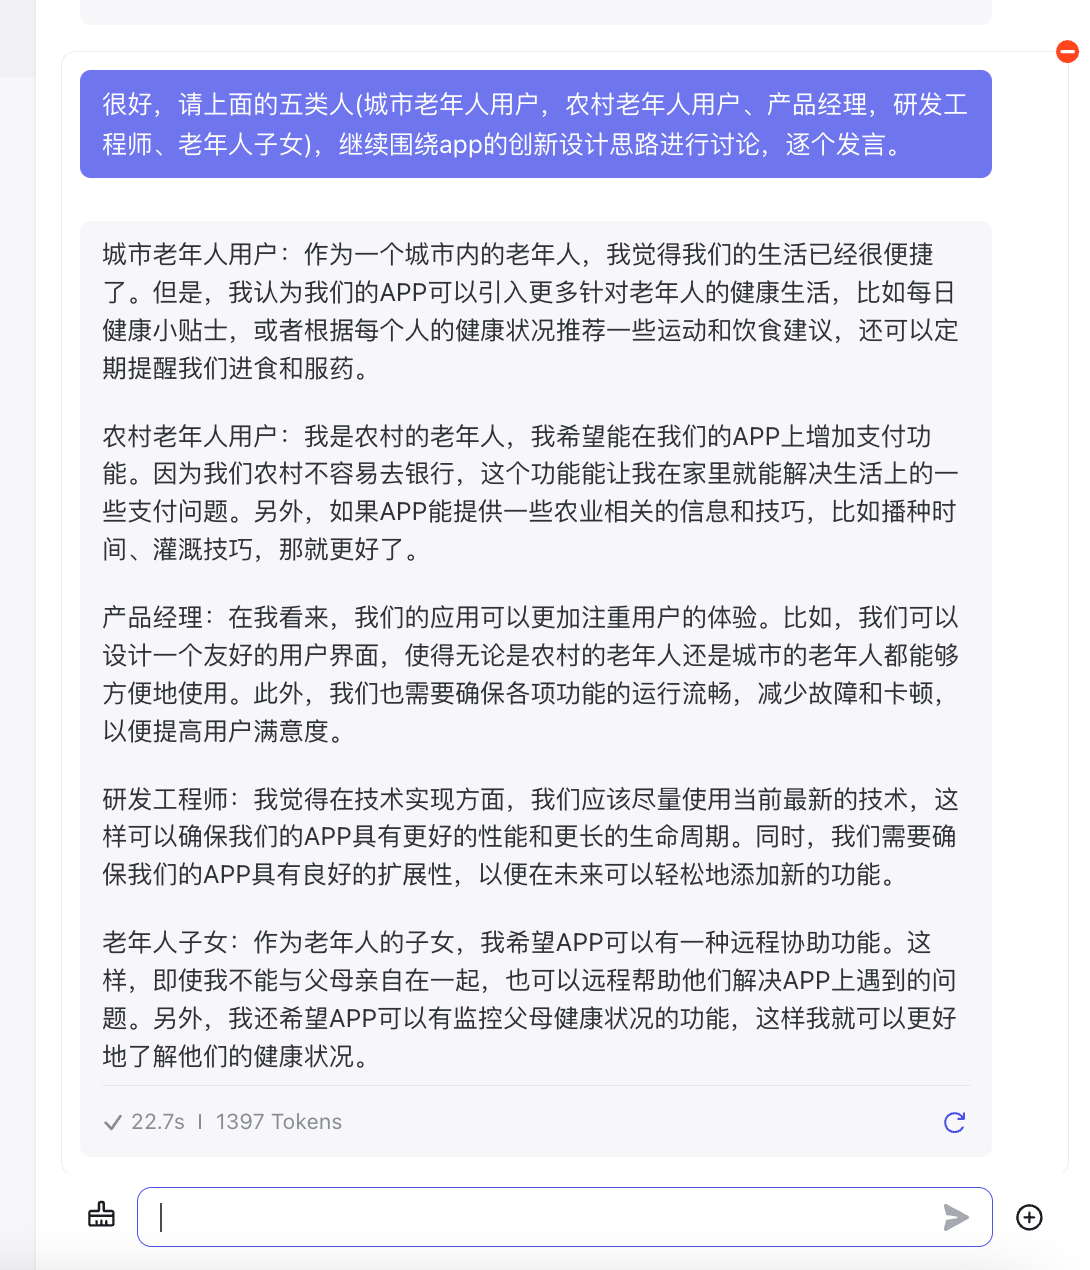 很好，请上面的五类人(城市老年人用户，农村老年人用户、产品经理，研发工
程师、老年人子女)，继续围绕app的创新设计思路进行讨论，逐个发言。
城市老年人用户：作为一个城市内的老年人，我觉得我们的生活已经很便捷
了。但是，我认为我们的APP可以引入更多针对老年人的健康生活，比如每日
健康小贴士，或者根据每个人的健康状况推荐一些运动和饮食建议，还可以定
期提醒我们进食和服药。
农村老年人用户：我是农村的老年人，我希望能在我们的APP上增加支付功
能。因为我们农村不容易去银行，这个功能能让我在家里就能解决生活上的一
些支付问题。另外，如果APP能提供一些农业相关的信息和技巧，比如播种时
间、灌溉技巧，那就更好了。
产品经理：在我看来，我们的应用可以更加注重用户的体验。比如，我们可以
设计一个友好的用户界面，使得无论是农村的老年人还是城市的老年人都能够
方便地使用。此外，我们也需要确保各项功能的运行流畅，减少故障和卡顿，
以便提高用户满意度。
研发工程师：我觉得在技术实现方面，我们应该尽量使用当前最新的技术，这
样可以确保我们的APP具有更好的性能和更长的生命周期。同时，我们需要确
保我们的APP具有良好的扩展性，以便在未来可以轻松地添加新的功能。
老年人子女：作为老年人的子女，我希望APP可以有一种远程协助功能。这
样，即使我不能与父母亲自在一起，也可以远程帮助他们解决APP上遇到的问
题。另外，我还希望APP可以有监控父母健康状况的功能，这样我就可以更好
地了解他们的健康状况。
22.7s | 1397 Tokens